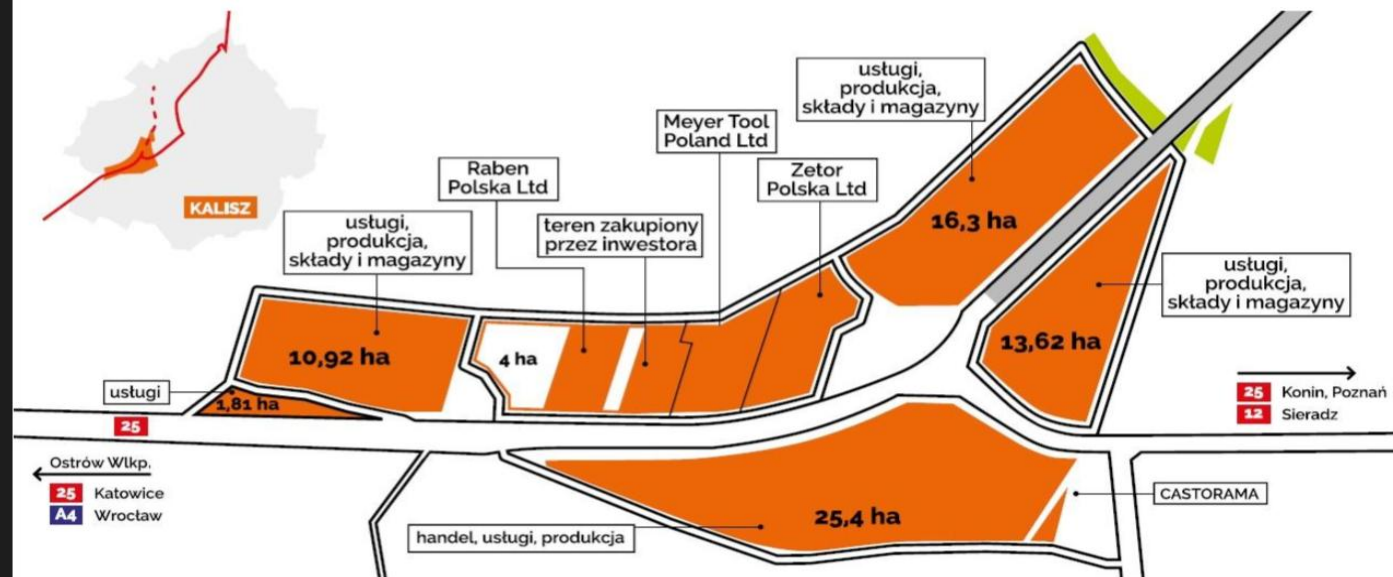 KALISZ
usługi,
produkcja,
składy i magazyny
Raben
Polska Ltd
teren zakupiony
przez inwestora
Meyer Tool
Poland Ltd
Zetor
Polska Ltd
usługi,
produkcja,
składy i magazyny
16,3 ha
usługi,
produkcja,
składy i magazyny
10,92 ha
4 ha
13,62 ha
usługi
1,81 ha
25
25 Konin, Poznań
12 Sieradz
Ostrów Wlkp.
25 Katowice
A4 Wrocław
CASTORAMA
25,4 ha
handel, usługi, produkcja